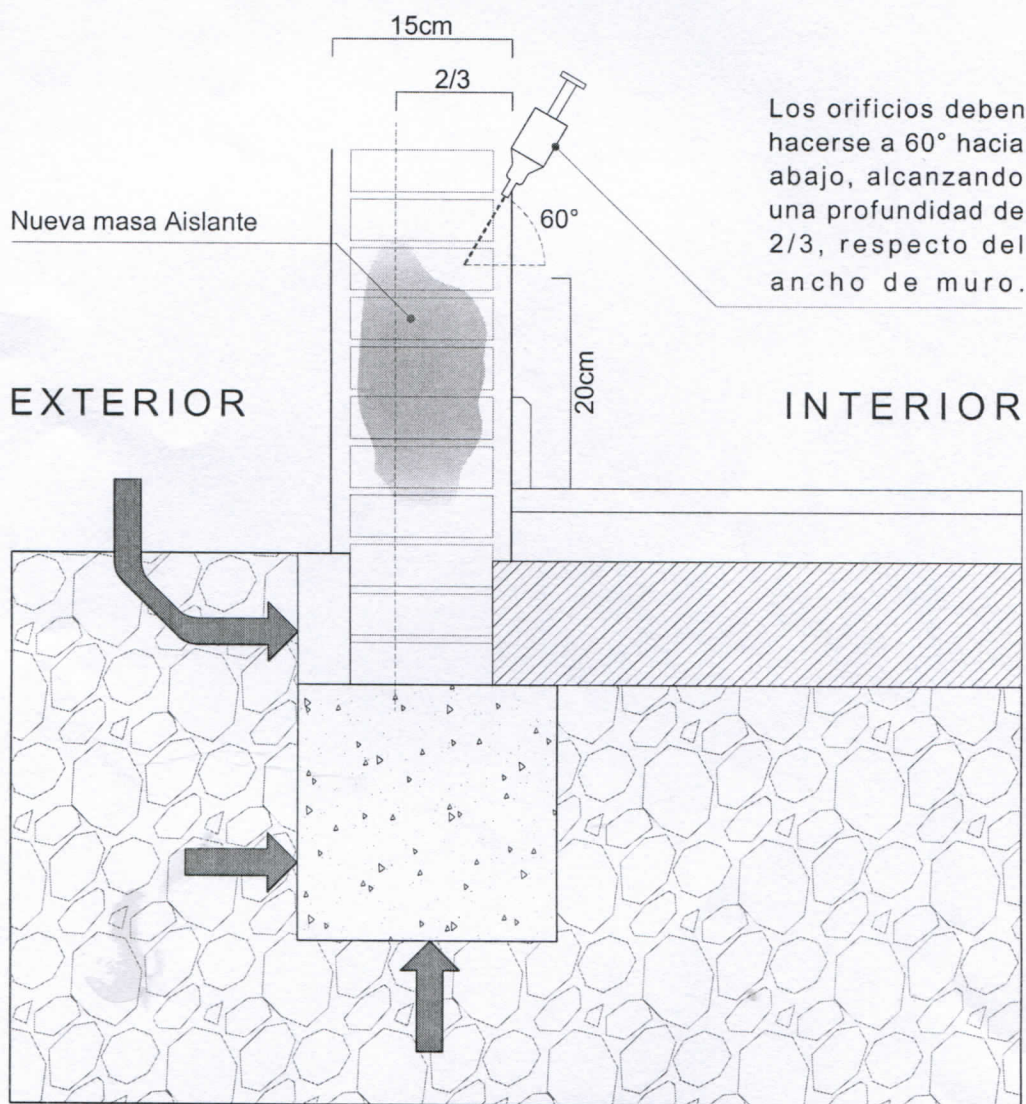 15cm
2/3
Los orificios deben
hacerse a 60° hacia
abajo, alcanzando
una profundidad de
2/3, respecto del
ancho de muro.
Nueva masa Aislante
60°
20cm
EXTERIOR
INTERIOR